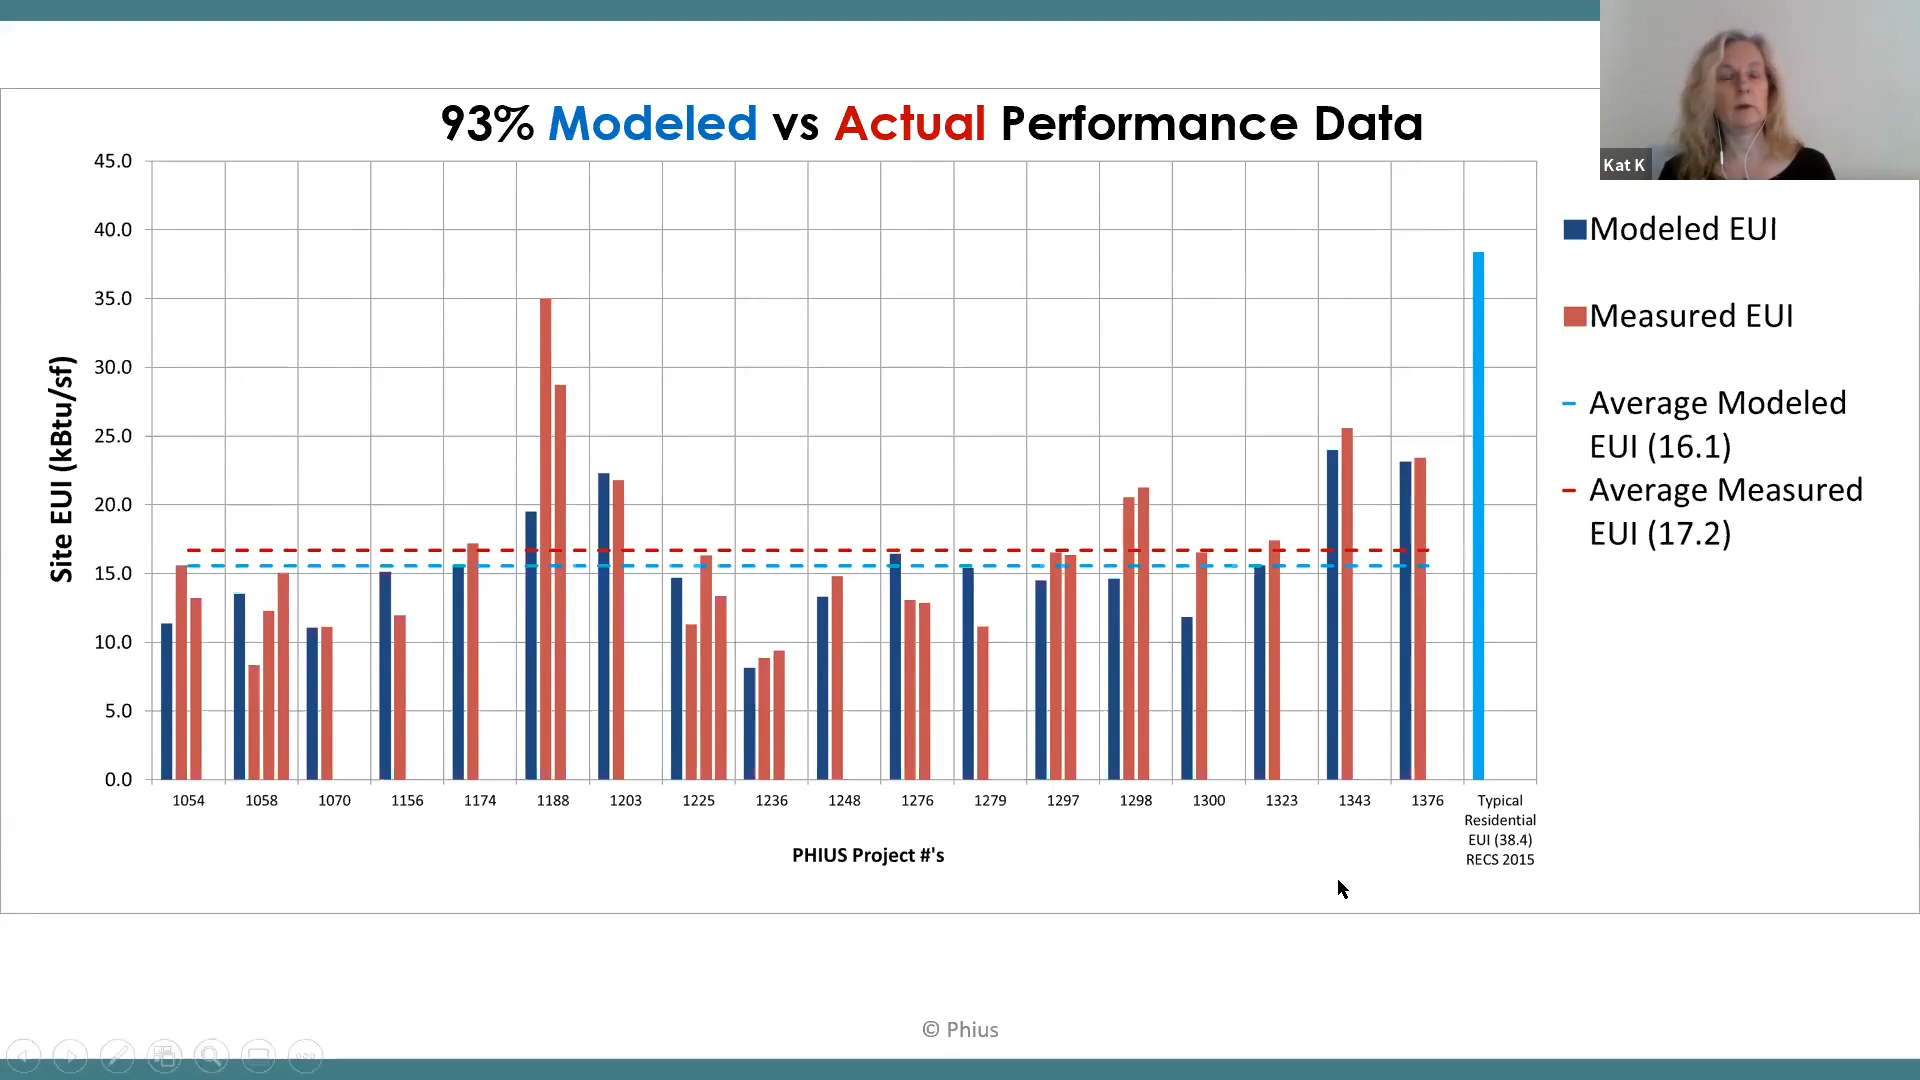 93% Modeled vs Actual Performance Data
Kat K
45.0
40.0
35.0
30.0
25.0
20.0
15.0
10.0
5.0
0.0
Site EUI (kBtu/sf)
1054 1058 1070 1156 1174 1188 1203 1225 1236 1248 1276 1279 1297 1298 1300 1323 1343 1376 Typical
Residential
EUI (38.4)
RECS 2015
PHIUS Project #'s
Modeled EUI
Measured EUI
Average Modeled
EUI (16.1)
Average Measured
EUI (17.2)
© Phius